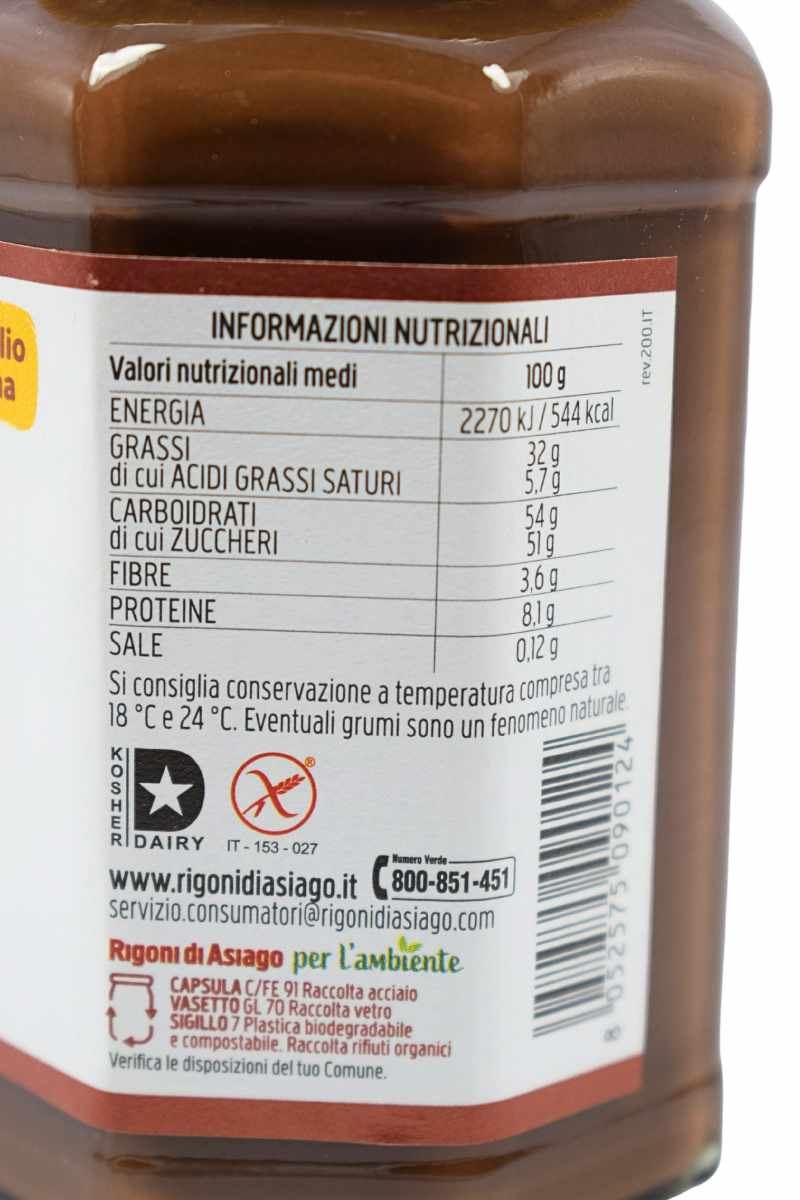 INFORMAZIONI NUTRIZIONALI
Valori nutrizionali medi 100 g
ENERGIA 2270 kJ / 544 kcal
GRASSI 32 g
di cui ACIDI GRASSI SATURI 5,7 g
CARBOIDRATI 54 g
di cui ZUCCHERI 51 g
FIBRE 3,6 g
PROTEINE 8,1 g
SALE 0,12 g
Si consiglia conservazione a temperatura compresa tra
18 °C e 24 °C. Eventuali grumi sono un fenomeno naturale.
rev.200.IT
KOSHER
D
DAIRY
®
IT - 153 - 027
www.rigonidiasiago.it
Numero Verde
800-851-451
servizio.consumatori@rigonidiasiago.com
Rigoni di Asiago per l'ambiente
CAPSULA C/FE 91 Raccolta acciaio
VASETTO GL 70 Raccolta vetro
SIGILLO 7 Plastica biodegradabile
e compostabile. Raccolta rifiuti organici
Verifica le disposizioni del tuo Comune.
8 052575 090124